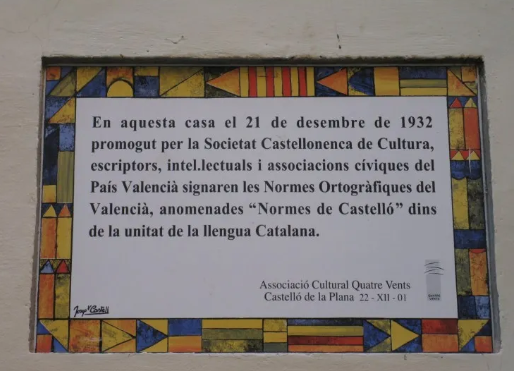 En aquesta casa el 21 de desembre de 1932
promogut per la Societat Castellonenca de Cultura,
escriptors, intel.lectuals i associacions cíviques del
País Valencià signaren les Normes Ortogràfiques del
Valencià, anomenades “Normes de Castelló” dins
de la unitat de la llengua Catalana.
Associació Cultural Quatre Vents
Castelló de la Plana 22 - XII - 01